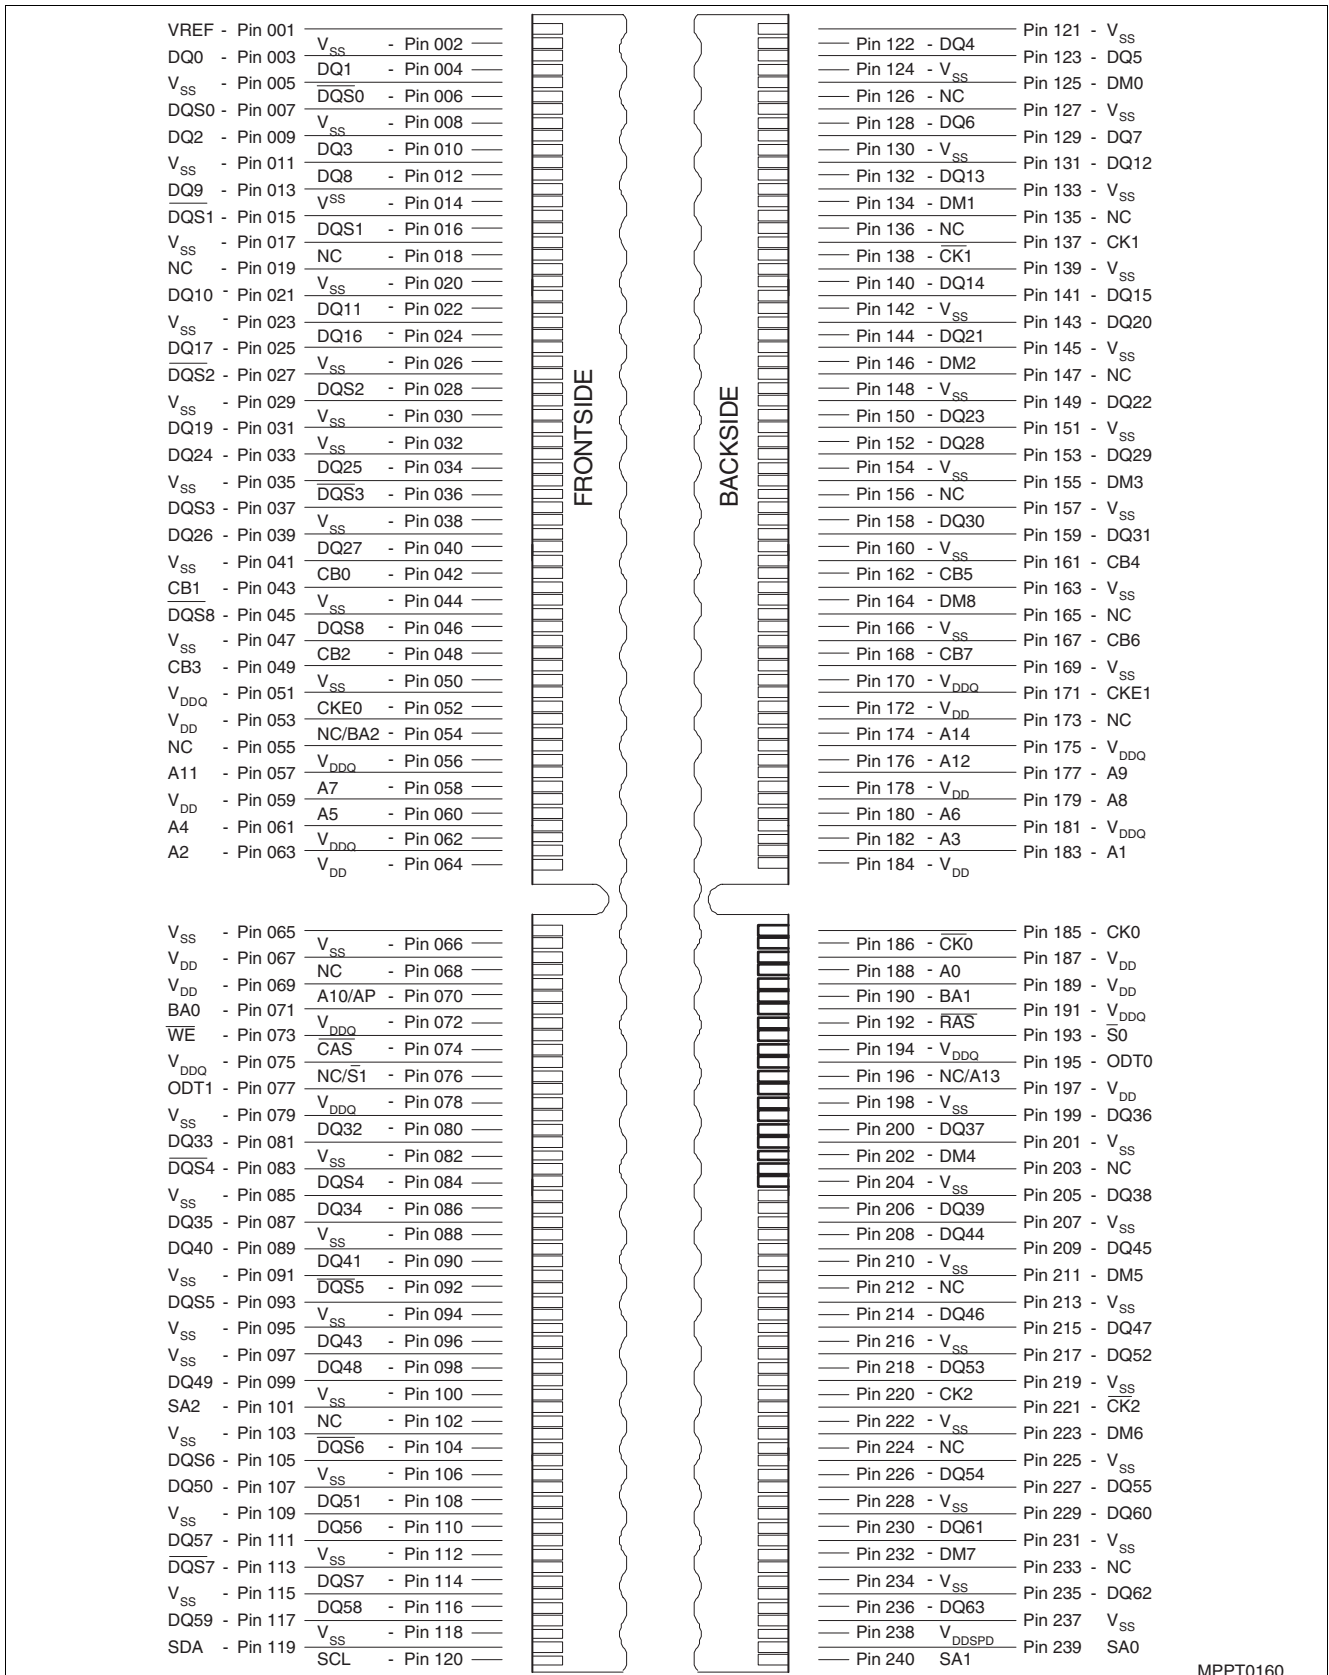 VREF - Pin 001 Pin 121 - VSS
VSS - Pin 002 Pin 122 - DQ4
DQ0 - Pin 003 Pin 123 - DQ5
DQ1 - Pin 004 Pin 124 - VSS
VSS - Pin 005 Pin 125 - DM0
DQS0 - Pin 006 Pin 126 - NC
DQS0 - Pin 007 Pin 127 - VSS
VSS - Pin 008 Pin 128 - DQ6
DQ2 - Pin 009 Pin 129 - DQ7
DQ3 - Pin 010 Pin 130 - VSS
VSS - Pin 011 Pin 131 - DQ12
DQ8 - Pin 012 Pin 132 - DQ13
DQ9 - Pin 013 Pin 133 - VSS
VSS - Pin 014 Pin 134 - DM1
DQS1 - Pin 015 Pin 135 - NC
DQS1 - Pin 016 Pin 136 - NC
VSS - Pin 017 Pin 137 - CK1
NC - Pin 018 Pin 138 - CK1
NC - Pin 019 Pin 139 - VSS
VSS - Pin 020 Pin 140 - DQ14
DQ10 - Pin 021 Pin 141 - DQ15
DQ11 - Pin 022 Pin 142 - VSS
VSS - Pin 023 Pin 143 - DQ20
DQ16 - Pin 024 Pin 144 - DQ21
DQ17 - Pin 025 Pin 145 - VSS
VSS - Pin 026 Pin 146 - DM2
DQS2 - Pin 027 Pin 147 - NC
DQS2 - Pin 028 Pin 148 - VSS
VSS - Pin 029 Pin 149 - DQ22
VSS - Pin 030 Pin 150 - DQ23
DQ19 - Pin 031 Pin 151 - VSS
VSS - Pin 032 Pin 152 - DQ28
DQ24 - Pin 033 Pin 153 - DQ29
DQ25 - Pin 034 Pin 154 - VSS
VSS - Pin 035 Pin 155 - DM3
DQS3 - Pin 036 Pin 156 - NC
DQS3 - Pin 037 Pin 157 - VSS
VSS - Pin 038 Pin 158 - DQ30
DQ26 - Pin 039 Pin 159 - DQ31
DQ27 - Pin 040 Pin 160 - VSS
VSS - Pin 041 Pin 161 - CB4
CB0 - Pin 042 Pin 162 - CB5
CB1 - Pin 043 Pin 163 - VSS
VSS - Pin 044 Pin 164 - DM8
DQS8 - Pin 045 Pin 165 - NC
DQS8 - Pin 046 Pin 166 - VSS
VSS - Pin 047 Pin 167 - CB6
CB2 - Pin 048 Pin 168 - CB7
CB3 - Pin 049 Pin 169 - VSS
VSS - Pin 050 Pin 170 - VDDQ
VDDQ - Pin 051 Pin 171 - CKE1
CKE0 - Pin 052 Pin 172 - VDD
VDD - Pin 053 Pin 173 - NC
NC/BA2 - Pin 054 Pin 174 - A14
NC - Pin 055 Pin 175 - VDDQ
VDDQ - Pin 056 Pin 176 - A12
A11 - Pin 057 Pin 177 - A9
A7 - Pin 058 Pin 178 - VDD
VDD - Pin 059 Pin 179 - A8
A5 - Pin 060 Pin 180 - A6
A4 - Pin 061 Pin 181 - VDDQ
VDDQ - Pin 062 Pin 182 - A3
A2 - Pin 063 Pin 183 - A1
VDD - Pin 064 Pin 184 - VDD
FRONTSIDE
BACKSIDE
VSS - Pin 065 Pin 185 - CK0
VSS - Pin 066 Pin 186 - CK0
VDD - Pin 067 Pin 187 - VDD
NC - Pin 068 Pin 188 - A0
VDD - Pin 069 Pin 189 - VDD
A10/AP - Pin 070 Pin 190 - BA1
BA0 - Pin 071 Pin 191 - VDDQ
VDDQ - Pin 072 Pin 192 - RAS
WE - Pin 073 Pin 193 - S0
CAS - Pin 074 Pin 194 - VDDQ
VDDQ - Pin 075 Pin 195 - ODT0
NC/S1 - Pin 076 Pin 196 - NC/A13
ODT1 - Pin 077 Pin 197 - VDD
VDDQ - Pin 078 Pin 198 - VSS
VSS - Pin 079 Pin 199 - DQ36
DQ32 - Pin 080 Pin 200 - DQ37
DQ33 - Pin 081 Pin 201 - VSS
VSS - Pin 082 Pin 202 - DM4
DQS4 - Pin 083 Pin 203 - NC
DQS4 - Pin 084 Pin 204 - VSS
VSS - Pin 085 Pin 205 - DQ38
DQ34 - Pin 086 Pin 206 - DQ39
DQ35 - Pin 087 Pin 207 - VSS
VSS - Pin 088 Pin 208 - DQ44
DQ40 - Pin 089 Pin 209 - DQ45
DQ41 - Pin 090 Pin 210 - VSS
VSS - Pin 091 Pin 211 - DM5
DQS5 - Pin 092 Pin 212 - NC
DQS5 - Pin 093 Pin 213 - VSS
VSS - Pin 094 Pin 214 - DQ46
VSS - Pin 095 Pin 215 - DQ47
DQ43 - Pin 096 Pin 216 - VSS
VSS - Pin 097 Pin 217 - DQ52
DQ48 - Pin 098 Pin 218 - DQ53
DQ49 - Pin 099 Pin 219 - VSS
VSS - Pin 100 Pin 220 - CK2
SA2 - Pin 101 Pin 221 - CK2
NC - Pin 102 Pin 222 - VSS
VSS - Pin 103 Pin 223 - DM6
DQS6 - Pin 104 Pin 224 - NC
DQS6 - Pin 105 Pin 225 - VSS
VSS - Pin 106 Pin 226 - DQ54
DQ50 - Pin 107 Pin 227 - DQ55
DQ51 - Pin 108 Pin 228 - VSS
VSS - Pin 109 Pin 229 - DQ60
DQ56 - Pin 110 Pin 230 - DQ61
DQ57 - Pin 111 Pin 231 - VSS
VSS - Pin 112 Pin 232 - DM7
DQS7 - Pin 113 Pin 233 - NC
DQS7 - Pin 114 Pin 234 - VSS
VSS - Pin 115 Pin 235 - DQ62
DQ58 - Pin 116 Pin 236 - DQ63
DQ59 - Pin 117 Pin 237 VSS
VSS - Pin 118 Pin 238 VDDSPD
SDA - Pin 119 Pin 239 SA0
SCL - Pin 120 Pin 240 SA1
MPPT0160